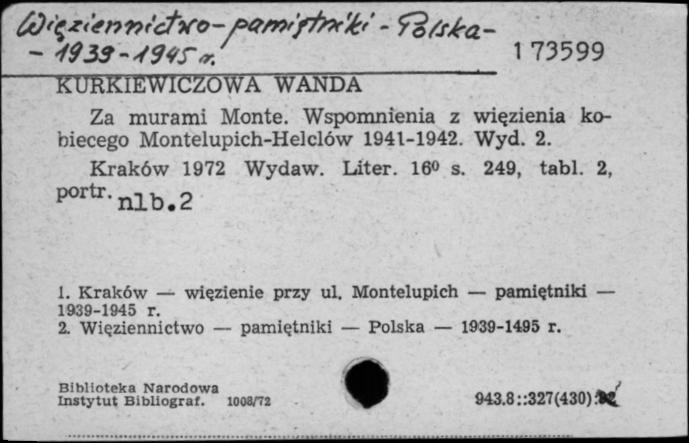 Więziennictwo-pamiętniki - Polska-
- 1939-1945 r.
1 73599
KURKIEWICZOWA WANDA
Za murami Monte. Wspomnienia z więzienia ko-
biecego Montelupich-Helclów 1941-1942. Wyd. 2.
Kraków 1972 Wydaw. Liter. 16⁰ s. 249, tabl. 2,
portr. nlb.2
1. Kraków — więzienie przy ul. Montelupich — pamiętniki —
1939-1945 r.
2. Więziennictwo — pamiętniki — Polska — 1939-1495 r.
Biblioteka Narodowa
Instytut Bibliograf. 1008/72
943.8::327(430)